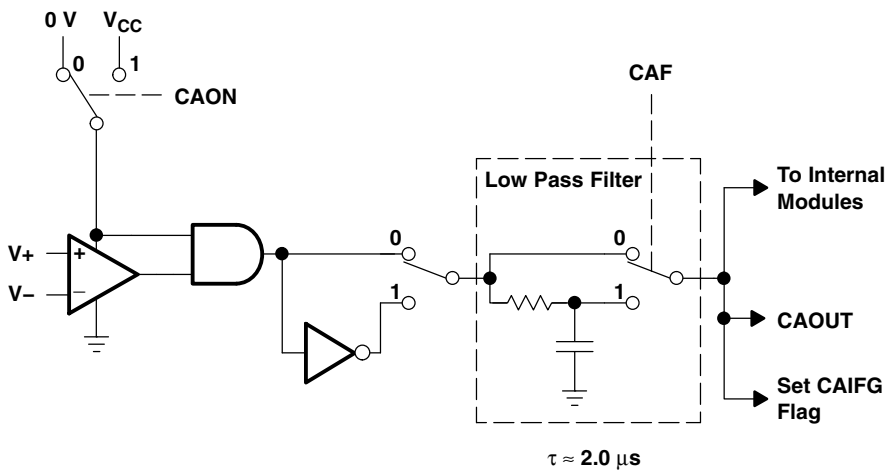 0 V
V_CC
0
1
CAON
CAF
Low Pass Filter
V+
+
V−
−
0
1
0
1
To Internal
Modules
CAOUT
Set CAIFG
Flag
τ ≈ 2.0 μs